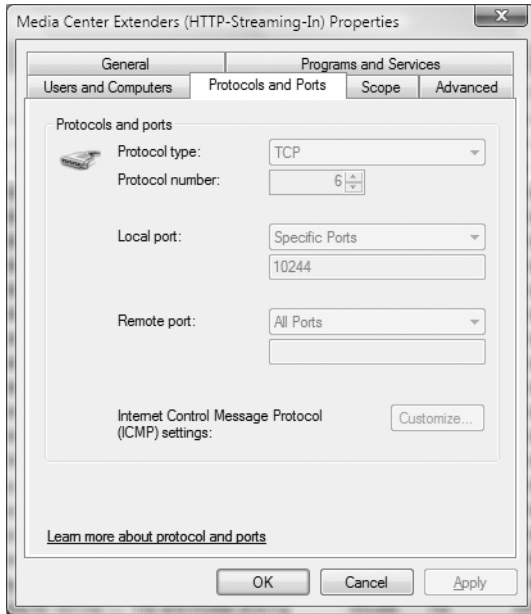 Media Center Extenders (HTTP-Streaming-In) Properties
General
Programs and Services
Users and Computers
Protocols and Ports
Scope
Advanced
Protocols and ports
Protocol type:
TCP
Protocol number:
6
Local port:
Specific Ports
10244
Remote port:
All Ports
Internet Control Message Protocol
(ICMP) settings:
Customize...
Learn more about protocol and ports
OK
Cancel
Apply